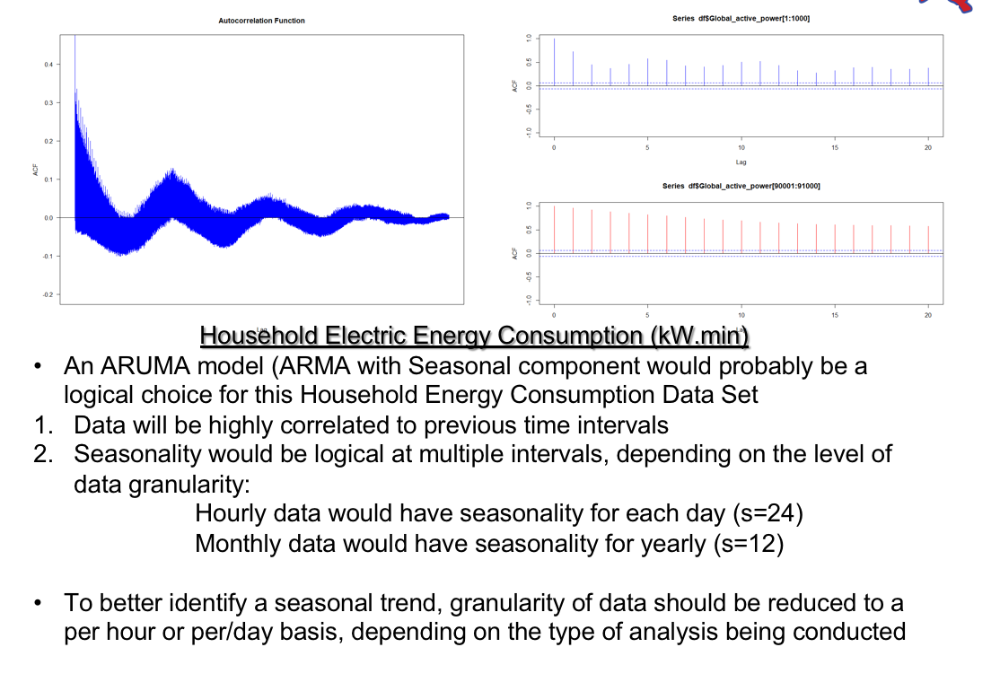 Autocorrelation Function
ACF
0.4
0.3
0.2
0.1
0.0
-0.1
-0.2
Series df$Global_active_power[1:1000]
ACF
1.0
0.5
0.0
-0.5
-1.0
0 5 10 15 20
Lag
Series df$Global_active_power[90001:91000]
ACF
1.0
0.5
0.0
-0.5
-1.0
0 5 10 15 20
Household Electric Energy Consumption (kW.min)
• An ARUMA model (ARMA with Seasonal component would probably be a
logical choice for this Household Energy Consumption Data Set
1. Data will be highly correlated to previous time intervals
2. Seasonality would be logical at multiple intervals, depending on the level of
data granularity:
Hourly data would have seasonality for each day (s=24)
Monthly data would have seasonality for yearly (s=12)
• To better identify a seasonal trend, granularity of data should be reduced to a
per hour or per/day basis, depending on the type of analysis being conducted